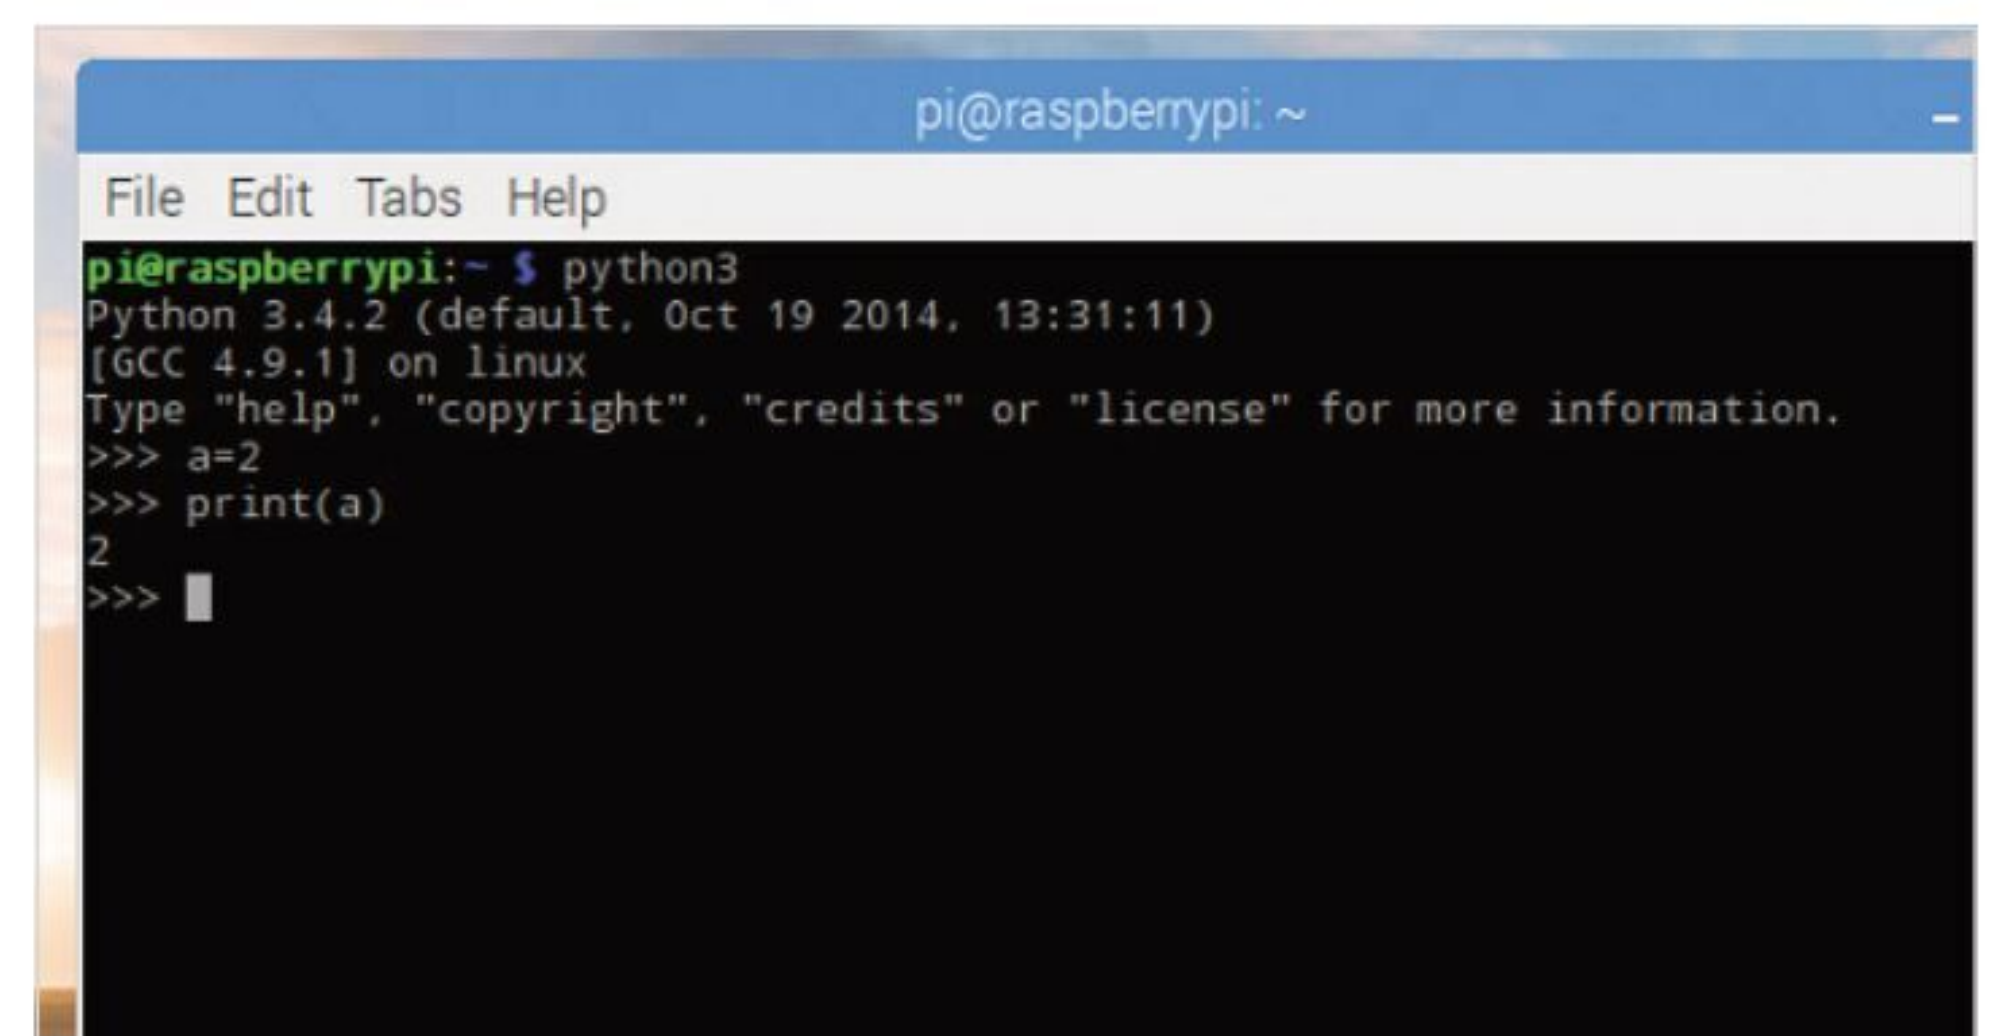 pi@raspberrypi: ~
File Edit Tabs Help
pi@raspberrypi:~ $ python3
Python 3.4.2 (default, Oct 19 2014, 13:31:11)
[GCC 4.9.1] on linux
Type "help", "copyright", "credits" or "license" for more information.
>>> a=2
>>> print(a)
2
>>>